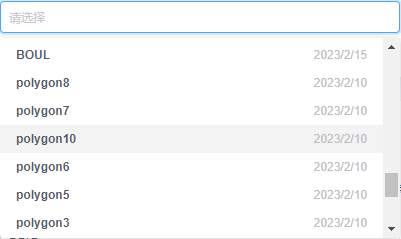 请选择
BOUL 2023/2/15
polygon8 2023/2/10
polygon7 2023/2/10
polygon10 2023/2/10
polygon6 2023/2/10
polygon5 2023/2/10
polygon3 2023/2/10